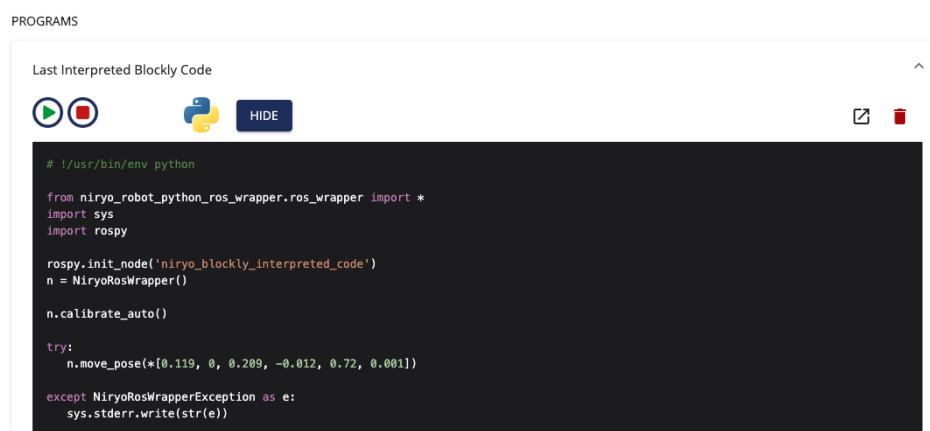 PROGRAMS
Last Interpreted Blockly Code
HIDE
# !/usr/bin/env python
from niryo_robot_python_ros_wrapper.ros_wrapper import *
import sys
import rospy
rospy.init_node('niryo_blockly_interpreted_code')
n = NiryoRosWrapper()
n.calibrate_auto()
try:
   n.move_pose(*[0.119, 0, 0.209, -0.012, 0.72, 0.001])
except NiryoRosWrapperException as e:
   sys.stderr.write(str(e))